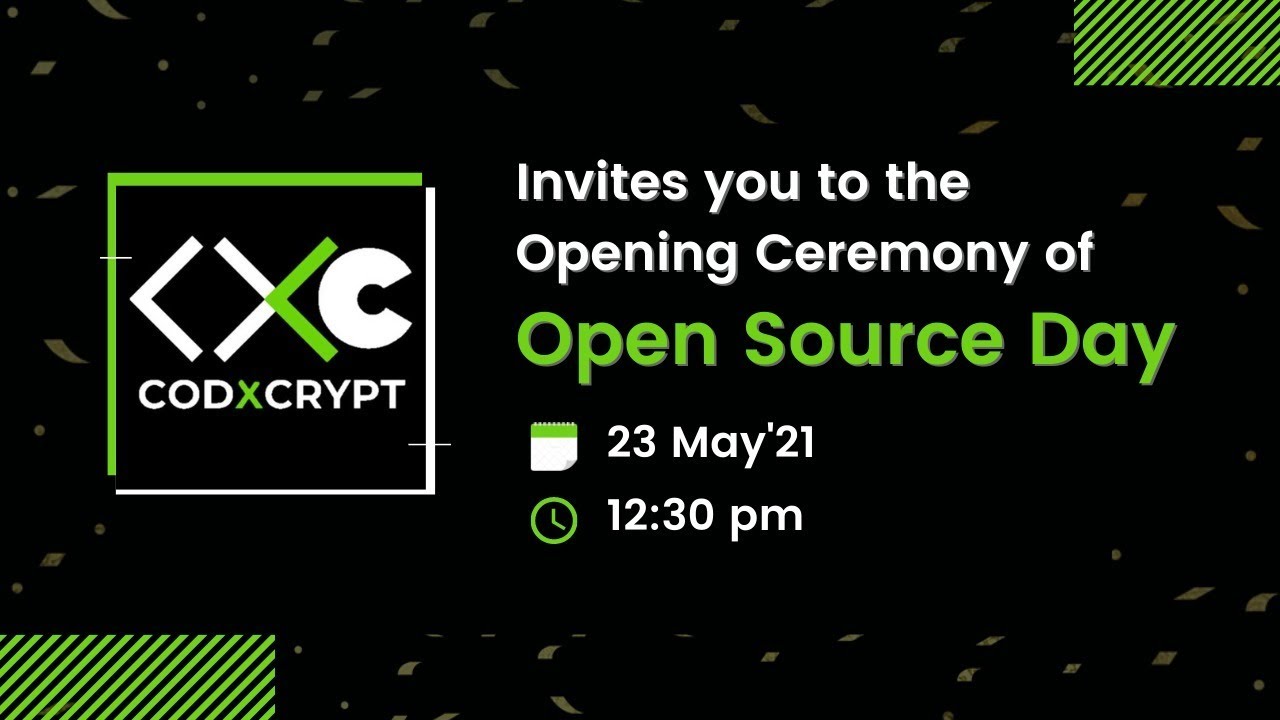 CODXCRYPT
Invites you to the
Opening Ceremony of
Open Source Day
23 May'21
12:30 pm